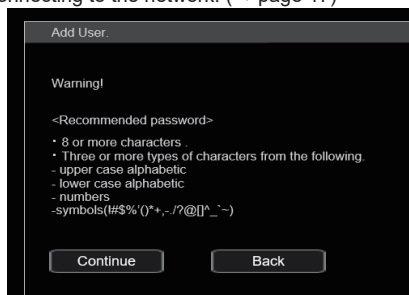 onnecting to the network. ( page 17)
Add User.
Warning!
<Recommended password>
・8 or more characters .
・Three or more types of characters from the following.
- upper case alphabetic
- lower case alphabetic
- numbers
-symbols(!#$%'()*+,-./?@[]^_`~)
Continue Back